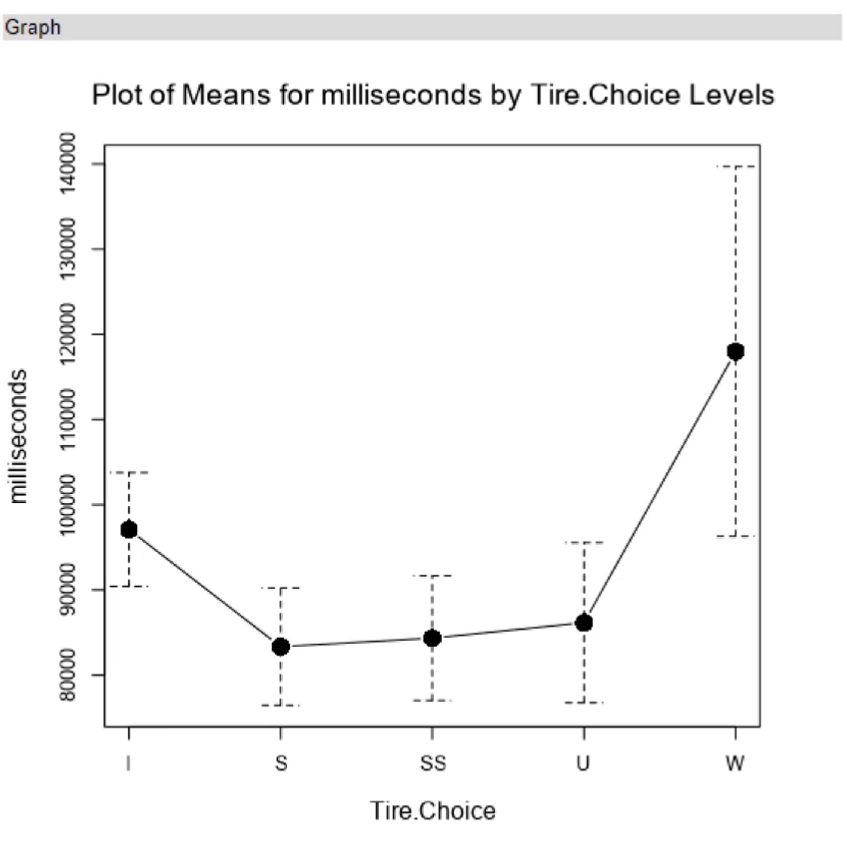 Graph
Plot of Means for milliseconds by Tire.Choice Levels
140000
130000
120000
110000
100000
90000
80000
milliseconds
I S SS U W
Tire.Choice